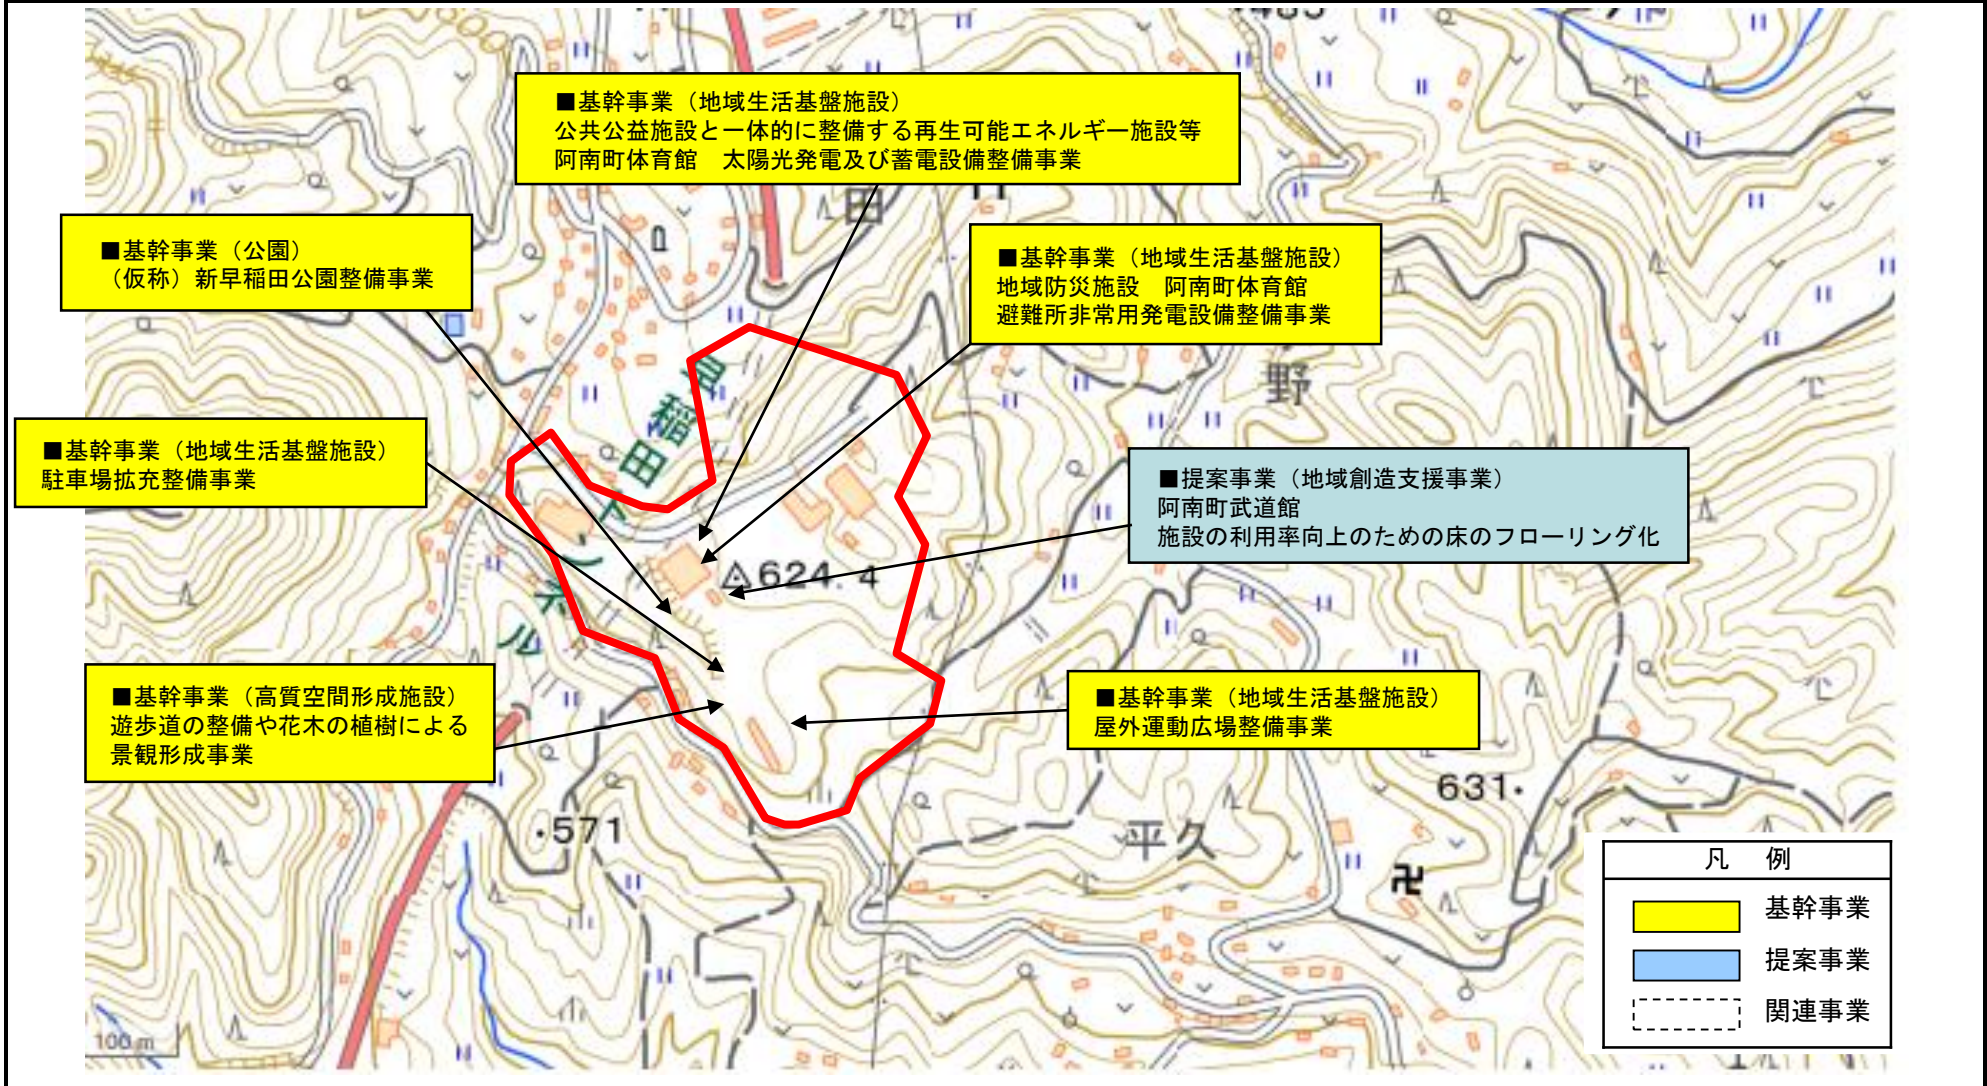 ■基幹事業（地域生活基盤施設）
公共公益施設と一体的に整備する再生可能エネルギー施設等
阿南町体育館　太陽光発電及び蓄電設備整備事業
■基幹事業（公園）
（仮称）新早稲田公園整備事業
■基幹事業（地域生活基盤施設）
地域防災施設　阿南町体育館
避難所非常用発電設備整備事業
■基幹事業（地域生活基盤施設）
駐車場拡充整備事業
■提案事業（地域創造支援事業）
阿南町武道館
施設の利用率向上のための床のフローリング化
■基幹事業（高質空間形成施設）
遊歩道の整備や花木の植樹による
景観形成事業
■基幹事業（地域生活基盤施設）
屋外運動広場整備事業
田
野
早稲田トンネル
624.4
631
571
平久
卍
100 m
凡　例
基幹事業
提案事業
関連事業